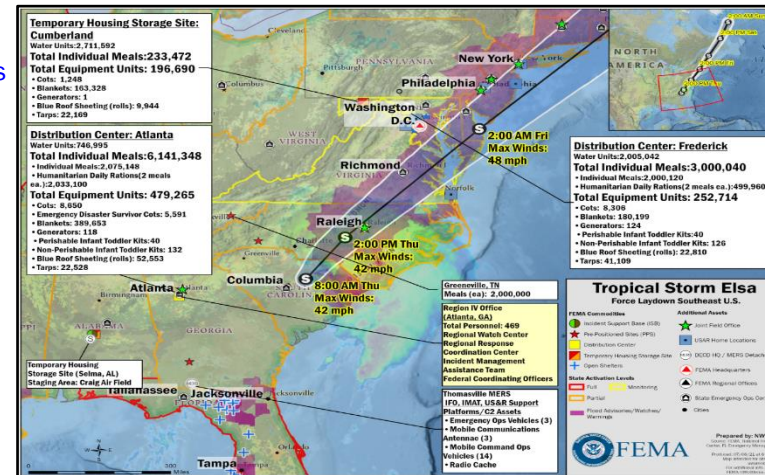 Temporary Housing Storage Site:
Cumberland
Water Units:2,711,592
Total Individual Meals:233,472
Total Equipment Units: 196,690
• Cots: 1,248
• Blankets: 163,328
• Generators: 1
• Blue Roof Sheeting (rolls): 9,944
• Tarps: 22,169
Distribution Center: Atlanta
Water Units:746,995
Total Individual Meals:6,141,348
• Individual Meals:2,075,148
• Humanitarian Daily Rations(2 meals
ea.):2,033,100
Total Equipment Units: 479,265
• Cots: 8,650
• Emergency Disaster Survivor Cots: 5,591
• Blankets: 389,653
• Generators: 118
• Perishable Infant Toddler Kits:40
• Non-Perishable Infant Toddler Kits: 132
• Blue Roof Sheeting (rolls): 52,553
• Tarps: 22,528
Distribution Center: Frederick
Water Units:2,005,042
Total Individual Meals:3,000,040
• Individual Meals:2,000,120
• Humanitarian Daily Rations(2 meals ea.):499,960
Total Equipment Units: 252,714
• Cots: 8,306
• Blankets: 180,199
• Generators: 124
• Perishable Infant Toddler Kits:40
• Non-Perishable Infant Toddler Kits: 126
• Blue Roof Sheeting (rolls): 22,810
• Tarps: 41,109
NORTH
AMERICA
New York
Philadelphia
Washington
D.C.
Richmond
Norfolk
Raleigh
Columbia
Greenville
Atlanta
Birmingham
ALABAMA
GEORGIA
Tallahassee
Jacksonville
Orlando
Tampa
PENNSYLVANIA
OHIO
WEST
VIRGINIA
VIRGINIA
Cleveland
Pittsburgh
2:00 AM Fri
Max Winds:
48 mph
2:00 PM Thu
Max Winds:
42 mph
8:00 AM Thu
Max Winds:
42 mph
Greeneville, TN
Meals (ea): 2,000,000
Region IV Office
(Atlanta, GA)
Total Personnel: 469
Regional Watch Center
Regional Response
Coordination Center
Incident Management
Assistance Team
Federal Coordinating Officers
Temporary Housing
Storage Site (Selma, AL)
Staging Area: Craig Air Field
Thomasville MERS
IFO, IMAT, US&R Support
Platforms/C2 Assets
• Emergency Ops Vehicles (3)
• Mobile Communications
Antennae (3)
• Mobile Command Ops
Vehicles (14)
• Radio Cache
Tropical Storm Elsa
Force Laydown Southeast U.S.
FEMA Commodities
Incident Support Base (ISB)
Pre-Positioned Sites (PPS)
Distribution Center
Temporary Housing Storage Site
Open Shelters
State Activation Levels
Full
Monitoring
Partial
Flood Advisories/Watches/
Warnings
Additional Assets
Joint Field Office
USAR Home Locations
FEMA Headquarters
FEMA Regional Offices
State Emergency Ops Cen
Cities
FEMA
Prepared by: NW